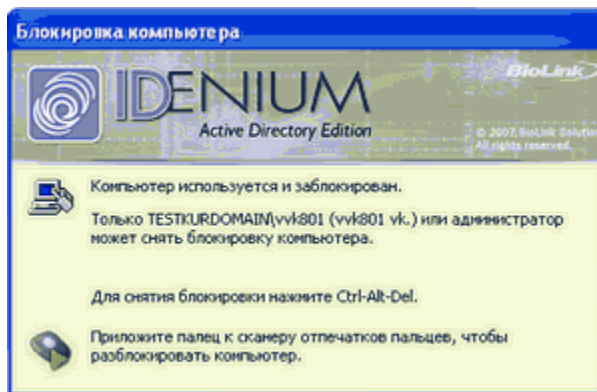 Блокировка компьютера
IDENIUM
BioLink
Active Directory Edition
© 2007 BioLink Solution
All rights reserved.
Компьютер используется и заблокирован.
Только TESTKURDOMAIN\vvk801 (vvk801 vk.) или администратор
может снять блокировку компьютера.
Для снятия блокировки нажмите Ctrl-Alt-Del.
Приложите палец к сканеру отпечатков пальцев, чтобы
разблокировать компьютер.